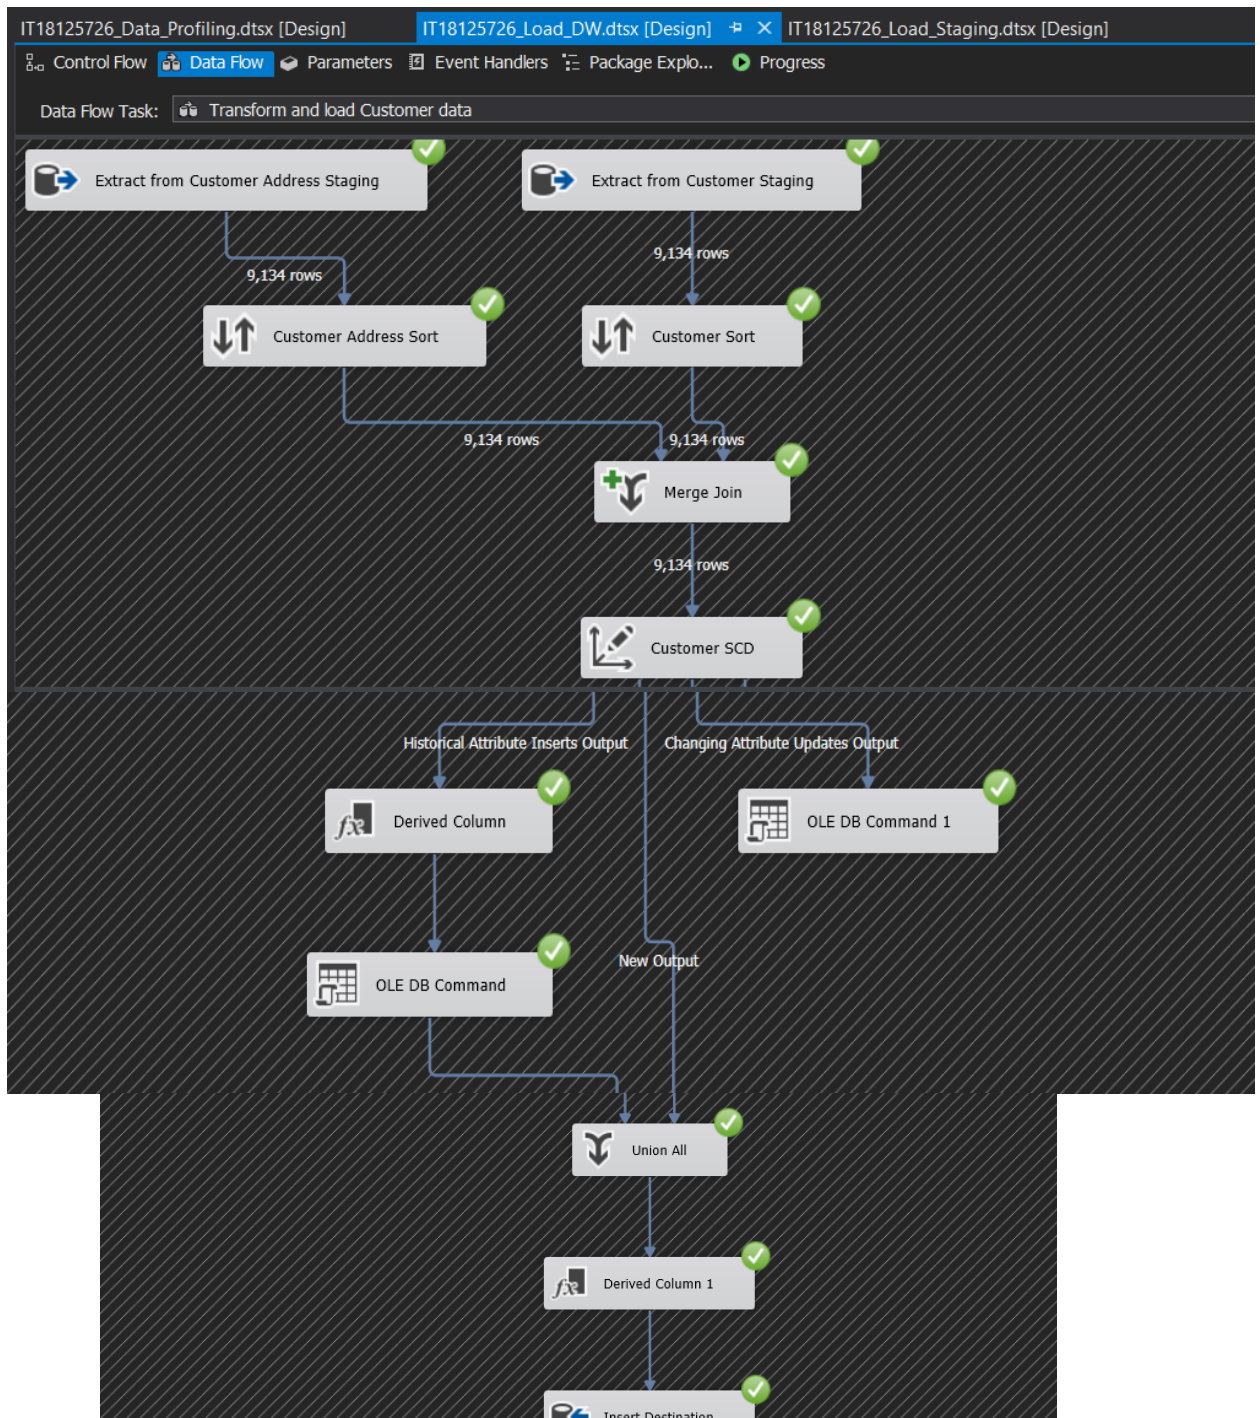 IT18125726_Data_Profiling.dtsx [Design] IT18125726_Load_DW.dtsx [Design] IT18125726_Load_Staging.dtsx [Design]
Control Flow Data Flow Parameters Event Handlers Package Explo... Progress
Data Flow Task: Transform and load Customer data
Extract from Customer Address Staging Extract from Customer Staging
9,134 rows
9,134 rows
Customer Address Sort Customer Sort
9,134 rows 9,134 rows
Merge Join
9,134 rows
Customer SCD
Historical Attribute Inserts Output Changing Attribute Updates Output
Derived Column OLE DB Command 1
New Output
OLE DB Command
Union All
Derived Column 1
Insert Destination